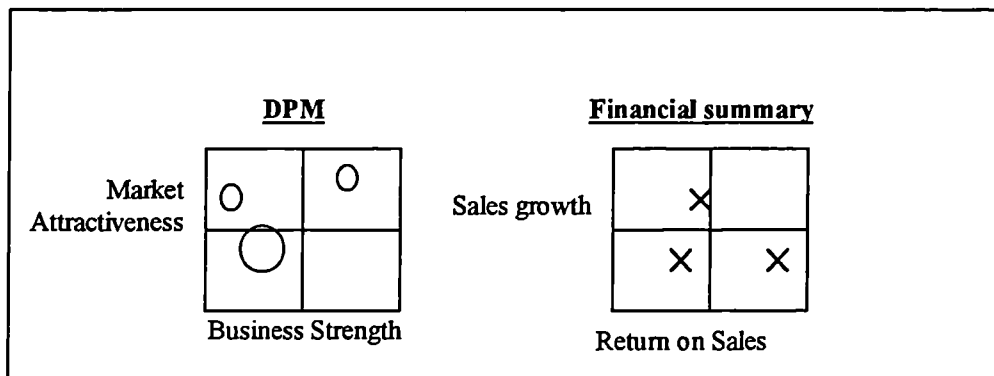 DPM
Financial summary
Market
Attractiveness
Sales growth
Business Strength
Return on Sales